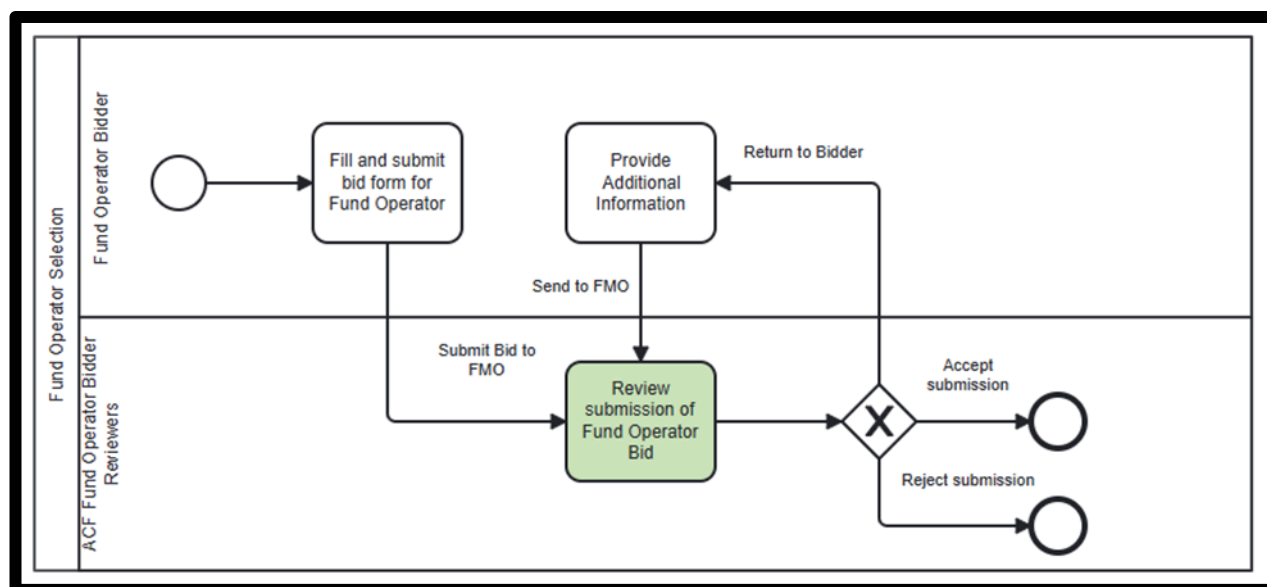 Fund Operator Selection
Fund Operator Bidder
Fill and submit
bid form for
Fund Operator
Provide
Additional
Information
Return to Bidder
Send to FMO
ACF Fund Operator Bidder
Reviewers
Submit Bid to
FMO
Review
submission of
Fund Operator
Bid
X
Accept
submission
Reject submission